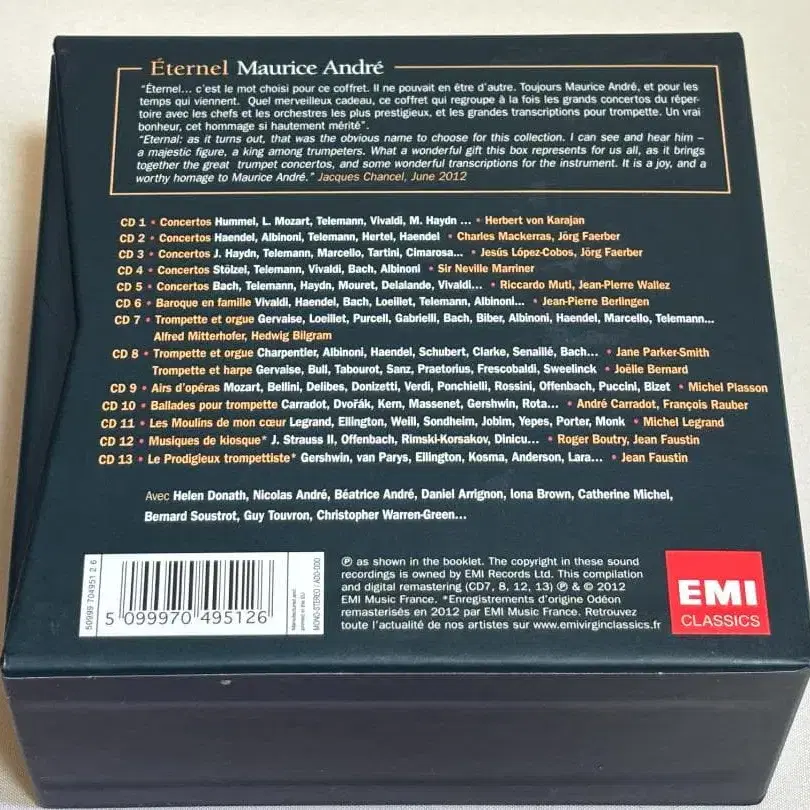 Éternel Maurice André
"Éternel... c'est le mot choisi pour ce coffret. Il ne pouvait en être d'autre. Toujours Maurice André, et pour les
temps qui viennent. Quel merveilleux cadeau, ce coffret qui regroupe à la fois les grands concertos du réper-
toire avec les chefs et les orchestres les plus prestigieux, et les grandes transcriptions pour trompette. Un vrai
bonheur, cet hommage si hautement mérité".
"Eternal: as it turns out, that was the obvious name to choose for this collection. I can see and hear him –
a majestic figure, a king among trumpeters. What a wonderful gift this box represents for us all, as it brings
together the great trumpet concertos, and some wonderful transcriptions for the instrument. It is a joy, and a
worthy homage to Maurice André." Jacques Chancel, June 2012
CD 1 • Concertos Hummel, L. Mozart, Telemann, Vivaldi, M. Haydn ... • Herbert von Karajan
CD 2 • Concertos Haendel, Albinoni, Telemann, Hertel, Haendel • Charles Mackerras, Jörg Faerber
CD 3 • Concertos J. Haydn, Telemann, Marcello, Tartini, Cimarosa... • Jesús López-Cobos, Jörg Faerber
CD 4 • Concertos Stölzel, Telemann, Vivaldi, Bach, Albinoni • Sir Neville Marriner
CD 5 • Concertos Bach, Telemann, Haydn, Mouret, Delalande, Vivaldi... • Riccardo Muti, Jean-Pierre Wallez
CD 6 • Baroque en famille Vivaldi, Haendel, Bach, Loeillet, Telemann, Albinoni... • Jean-Pierre Berlingen
CD 7 • Trompette et orgue Gervaise, Loeillet, Purcell, Gabrielli, Bach, Biber, Albinoni, Haendel, Marcello, Telemann...
Alfred Mitterhofer, Hedwig Bilgram
CD 8 • Trompette et orgue Charpentier, Albinoni, Haendel, Schubert, Clarke, Senaillé, Bach... • Jane Parker-Smith
Trompette et harpe Gervaise, Bull, Tabourot, Sanz, Praetorius, Frescobaldi, Sweelinck • Joëlle Bernard
CD 9 • Airs d'opéras Mozart, Bellini, Delibes, Donizetti, Verdi, Ponchielli, Rossini, Offenbach, Puccini, Bizet • Michel Plasson
CD 10 • Ballades pour trompette Carradot, Dvořák, Kern, Massenet, Gershwin, Rota... • André Carradot, François Rauber
CD 11 • Les Moulins de mon cœur Legrand, Ellington, Weill, Sondheim, Jobim, Yepes, Porter, Monk • Michel Legrand
CD 12 • Musiques de kiosque* J. Strauss II, Offenbach, Rimski-Korsakov, Dinicu... • Roger Boutry, Jean Faustin
CD 13 • Le Prodigieux trompettiste* Gershwin, van Parys, Ellington, Kosma, Anderson, Lara... • Jean Faustin
Avec Helen Donath, Nicolas André, Béatrice André, Daniel Arrignon, Iona Brown, Catherine Michel,
Bernard Soustrot, Guy Touvron, Christopher Warren-Green...
50999 704951 2 6
5 099970 495126
Manufactured and
printed in the EU
MONO-STEREO / ADD-DDD
℗ as shown in the booklet. The copyright in these sound
recordings is owned by EMI Records Ltd. This compilation
and digital remastering (CD7, 8, 12, 13) ℗ & © 2012
EMI Music France. *Enregistrements d'origine Odéon
remasterisés en 2012 par EMI Music France. Retrouvez
toute l'actualité de nos artistes sur www.emivirginclassics.fr
EMI
CLASSICS